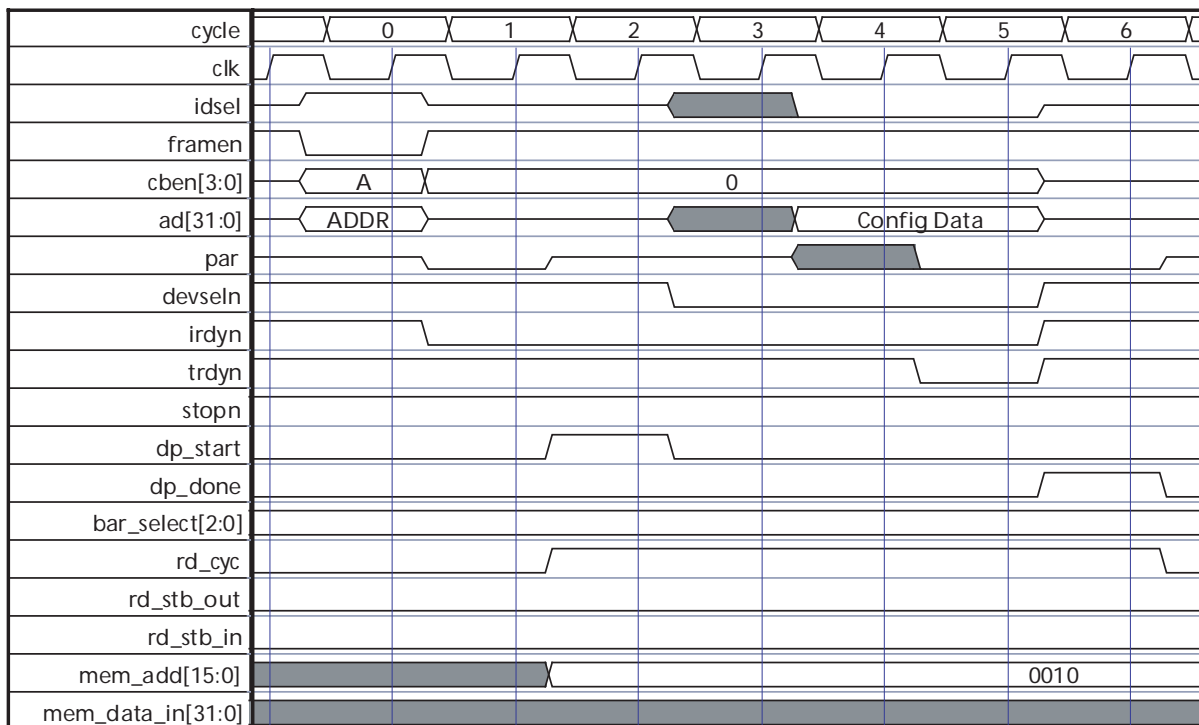 cycle 0 1 2 3 4 5 6
clk
idsel
framen
cben[3:0] A 0
ad[31:0] ADDR Config Data
par
devseln
irdyn
trdyn
stopn
dp_start
dp_done
bar_select[2:0]
rd_cyc
rd_stb_out
rd_stb_in
mem_add[15:0] 0010
mem_data_in[31:0]